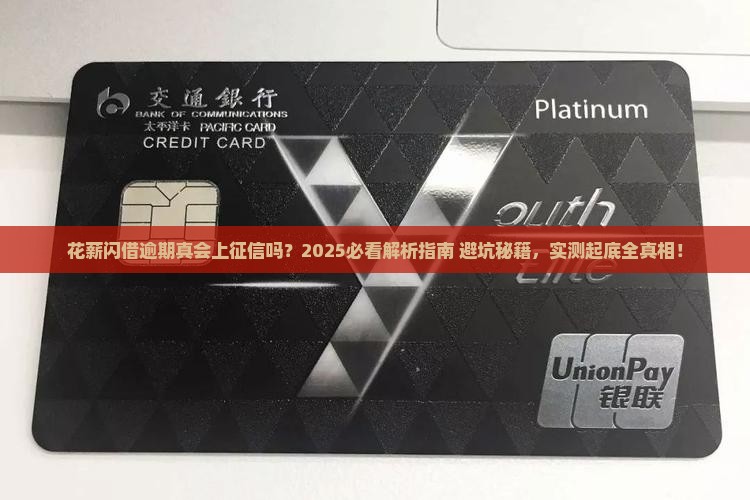 交通銀行
BANK OF COMMUNICATIONS
太平洋卡 PACIFIC CARD
CREDIT CARD
Platinum
outh
花薪闪借逾期真会上征信吗？2025必看解析指南 避坑秘籍，实测起底全真相！
Elite
UnionPay
银联